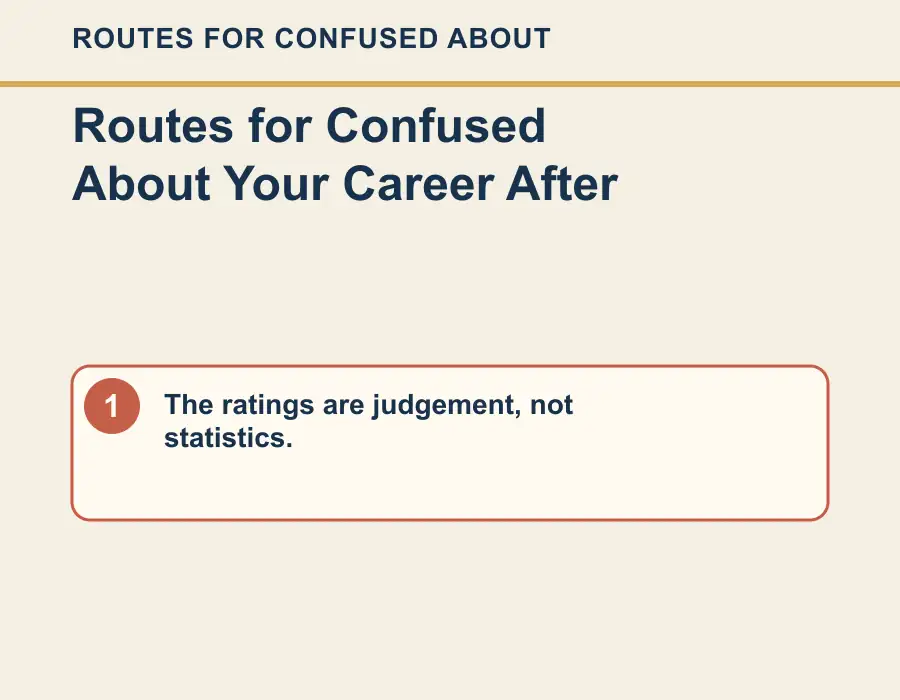 ROUTES FOR CONFUSED ABOUT
Routes for Confused
About Your Career After
1
The ratings are judgement, not
statistics.